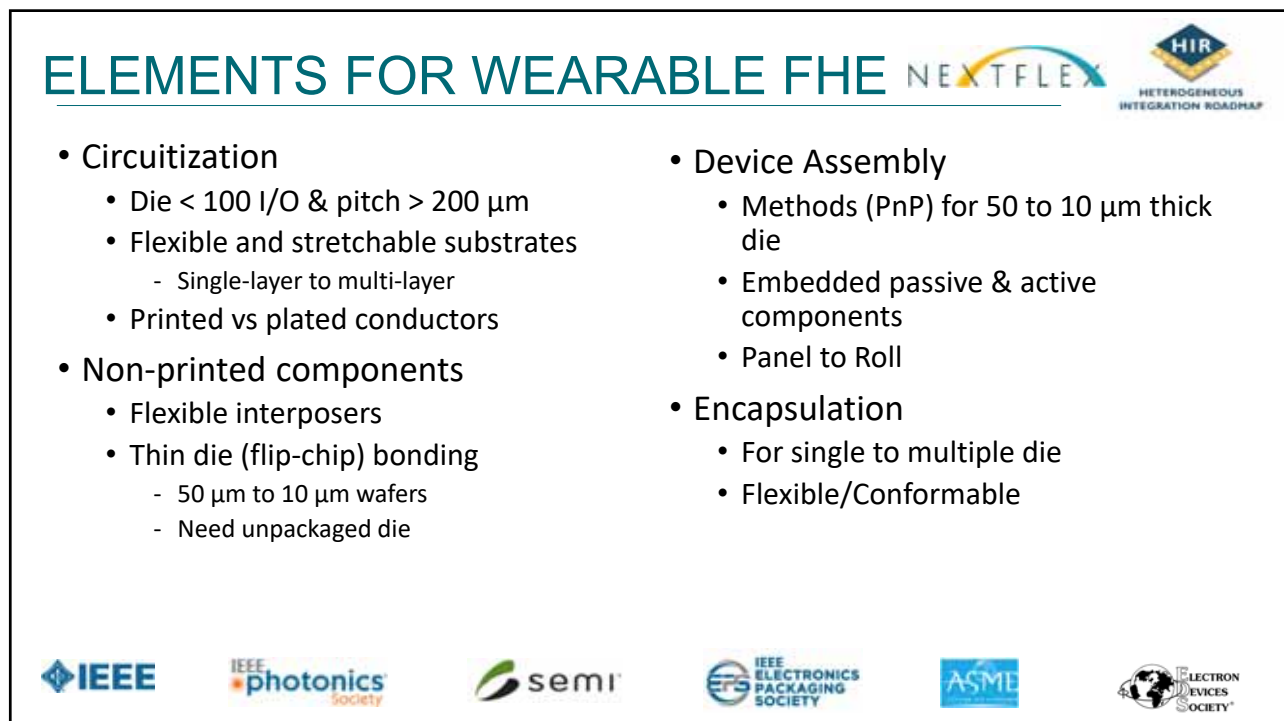 ELEMENTS FOR WEARABLE FHE
NEXTFLEX
HIR
HETEROGENEOUS
INTEGRATION ROADMAP
• Circuitization
• Die < 100 I/O & pitch > 200 µm
• Flexible and stretchable substrates
- Single-layer to multi-layer
• Printed vs plated conductors
• Non-printed components
• Flexible interposers
• Thin die (flip-chip) bonding
- 50 µm to 10 µm wafers
- Need unpackaged die
• Device Assembly
• Methods (PnP) for 50 to 10 µm thick
die
• Embedded passive & active
components
• Panel to Roll
• Encapsulation
• For single to multiple die
• Flexible/Conformable
IEEE
IEEE
photonics
Society
semi
EPS
IEEE
ELECTRONICS
PACKAGING
SOCIETY
ASME
ELECTRON
DEVICES
SOCIETY®